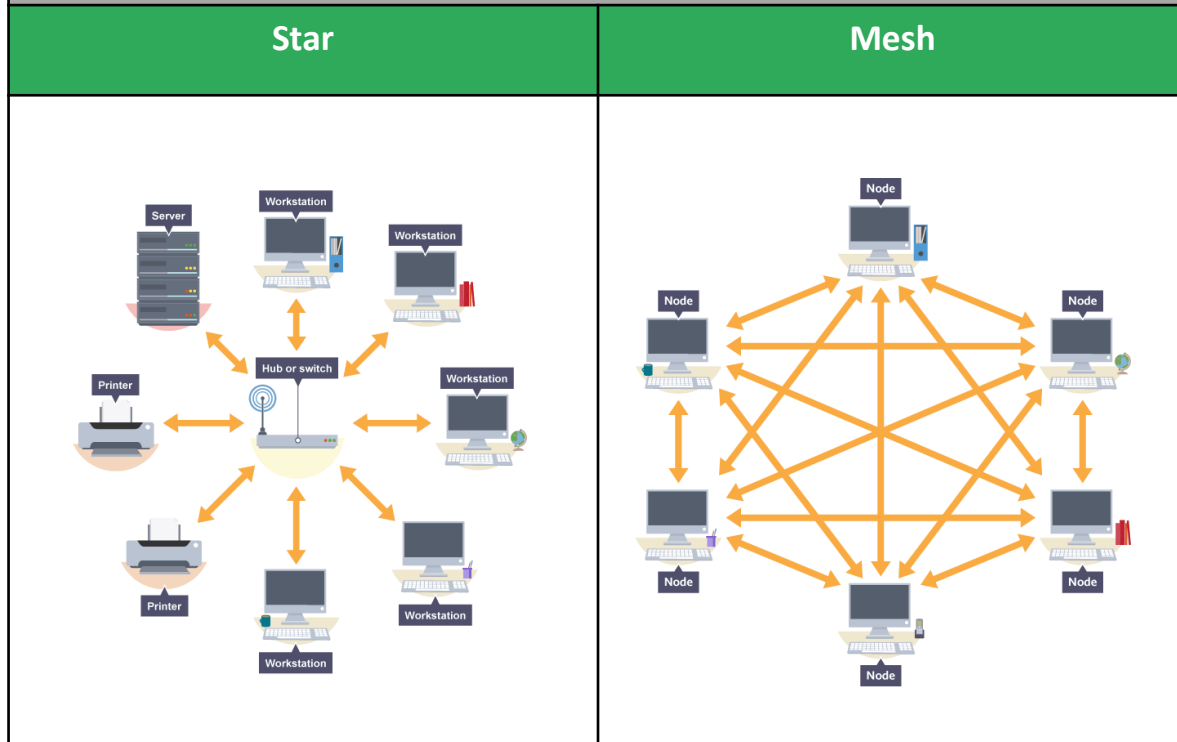 Star
Mesh
Server
Workstation
Workstation
Hub or switch
Printer
Workstation
Printer
Workstation
Workstation
Node
Node
Node
Node
Node
Node